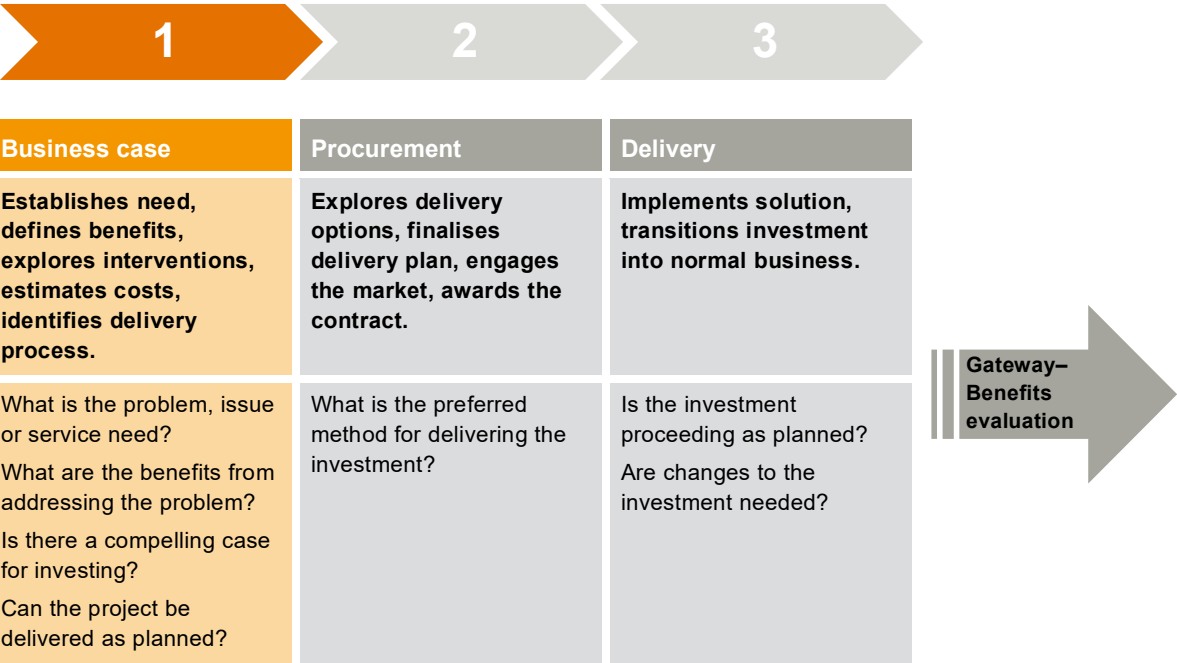 1
2
3
Business case
Procurement
Delivery
Establishes need,
defines benefits,
explores interventions,
estimates costs,
identifies delivery
process.
Explores delivery
options, finalises
delivery plan, engages
the market, awards the
contract.
Implements solution,
transitions investment
into normal business.
What is the problem, issue
or service need?
What are the benefits from
addressing the problem?
Is there a compelling case
for investing?
Can the project be
delivered as planned?
What is the preferred
method for delivering the
investment?
Is the investment
proceeding as planned?
Are changes to the
investment needed?
Gateway–
Benefits
evaluation